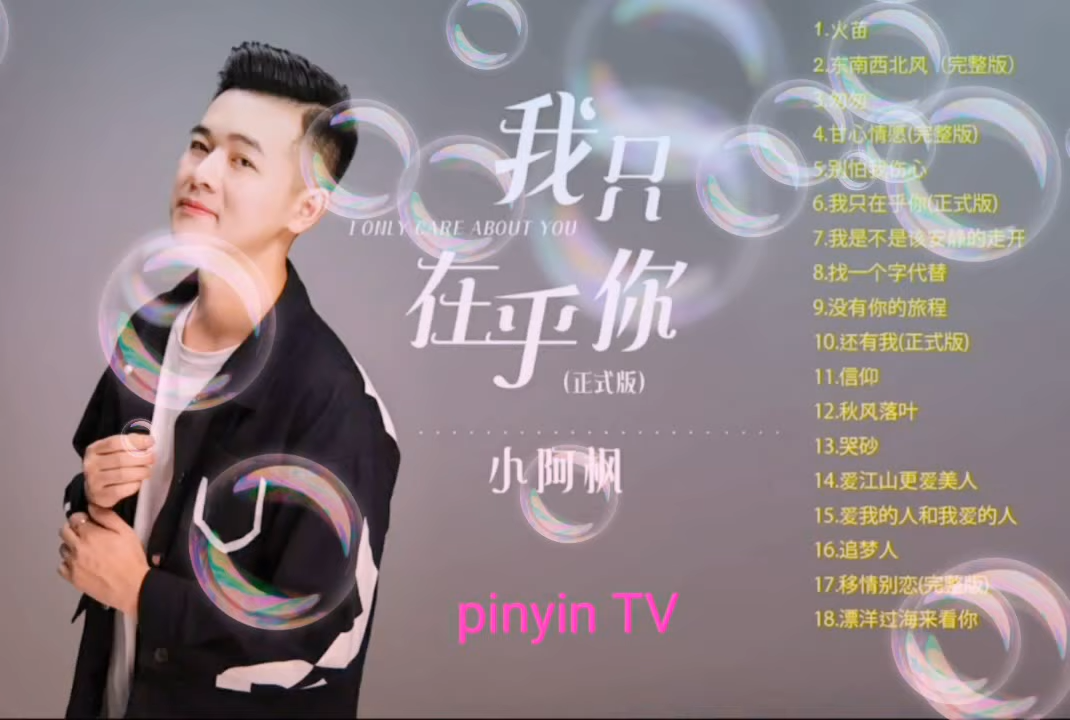 我只
I ONLY CARE ABOUT YOU
在乎你
(正式版)
小阿枫
pinyin TV
1.火苗
2.东南西北风（完整版）
3.勿勿
4.甘心情愿(完整版)
5.别怕我伤心
6.我只在乎你(正式版)
7.我是不是该安静的走开
8.找一个字代替
9.没有你的旅程
10.还有我(正式版)
11.信仰
12.秋风落叶
13.哭砂
14.爱江山更爱美人
15.爱我的人和我爱的人
16.追梦人
17.移情别恋(完整版)
18.漂洋过海来看你